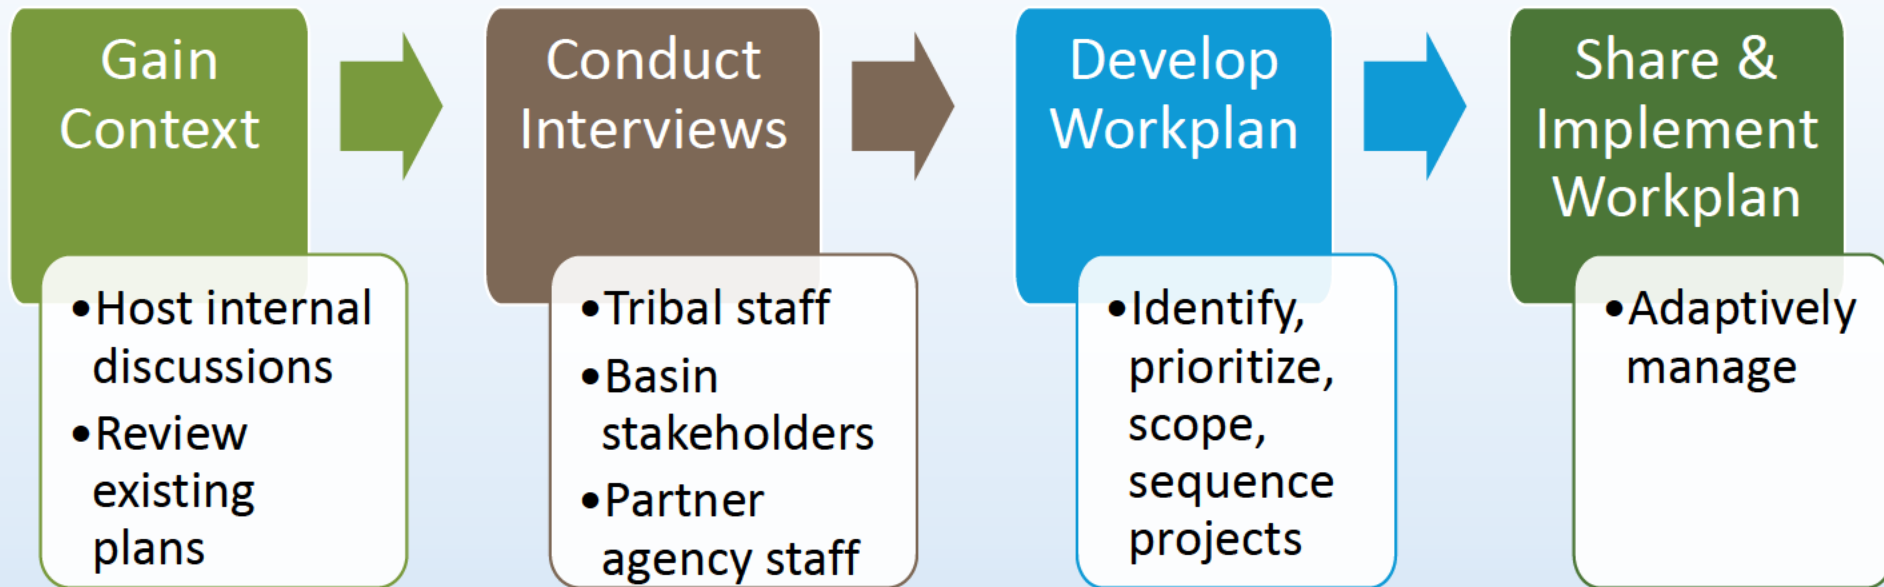 Gain
Context
•Host internal
discussions
•Review
existing
plans
Conduct
Interviews
•Tribal staff
•Basin
stakeholders
•Partner
agency staff
Develop
Workplan
•Identify,
prioritize,
scope,
sequence
projects
Share &
Implement
Workplan
•Adaptively
manage